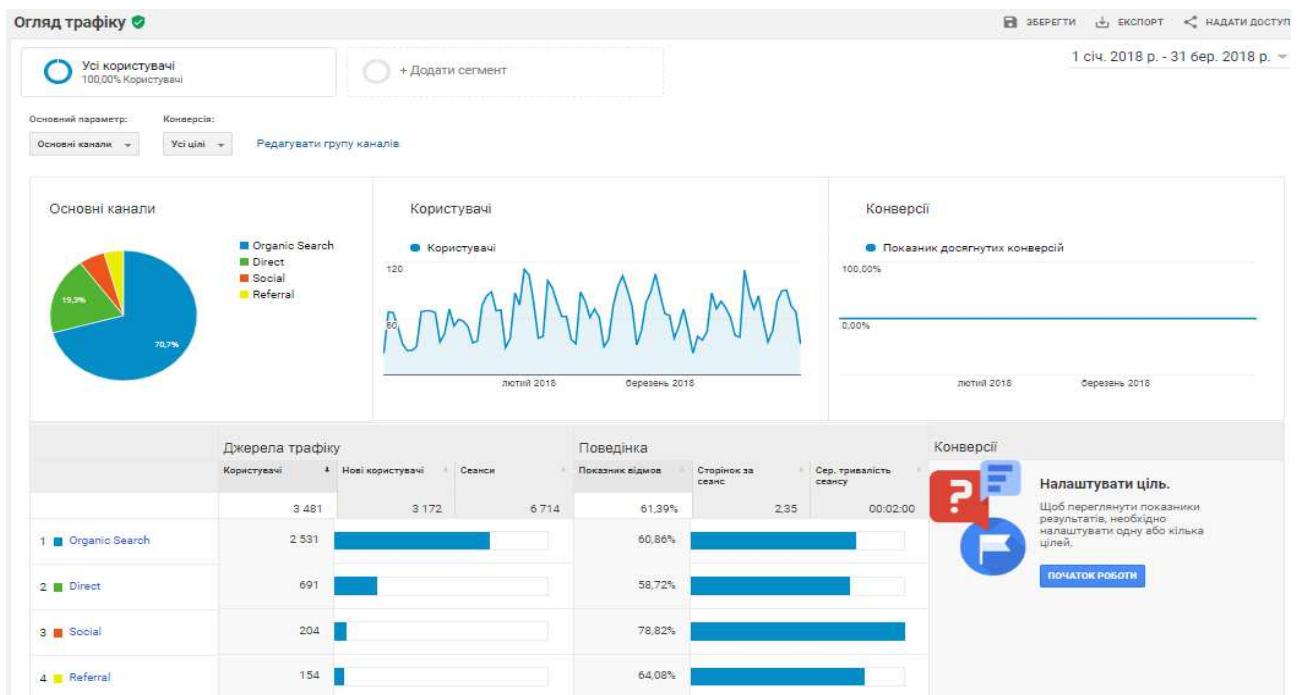 Огляд трафіку
ЗБЕРЕГТИ ЕКСПОРТ НАДАТИ ДОСТУП
Усі користувачі
100,00% Користувачі
+ Додати сегмент
1 січ. 2018 р. - 31 бер. 2018 р.
Основний параметр: Конверсія:
Основні канали Усі цілі Редагувати групу каналів
Основні канали
Organic Search
Direct
Social
Referral
19,3%
70,7%
Користувачі
Користувачі
120
60
лютий 2018 березень 2018
Конверсії
Показник досягнутих конверсій
100,00%
0,00%
лютий 2018 березень 2018
Джерела трафіку Поведінка Конверсії
Користувачі Нові користувачі Сеанси Показник відмов Сторінок за сеанс Сер. тривалість сеансу
3 481 3 172 6 714 61,39% 2,35 00:02:00
1 Organic Search 2 531 60,86%
2 Direct 691 58,72%
3 Social 204 78,82%
4 Referral 154 64,08%
Налаштувати ціль.
Щоб переглянути показники
результатів, необхідно
налаштувати одну або кілька
цілей.
ПОЧАТОК РОБОТИ